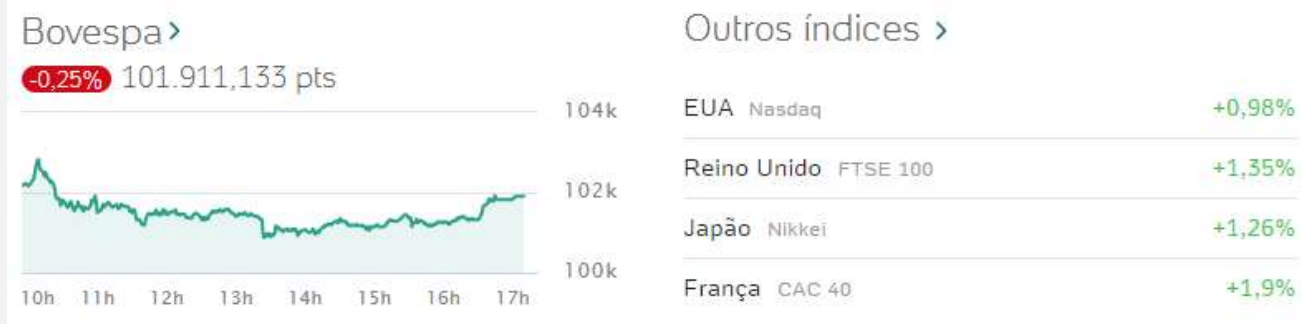 Bovespa >
-0,25% 101.911,133 pts
104k
102k
100k
10h 11h 12h 13h 14h 15h 16h 17h
Outros índices >
EUA Nasdaq +0,98%
Reino Unido FTSE 100 +1,35%
Japão Nikkei +1,26%
França CAC 40 +1,9%